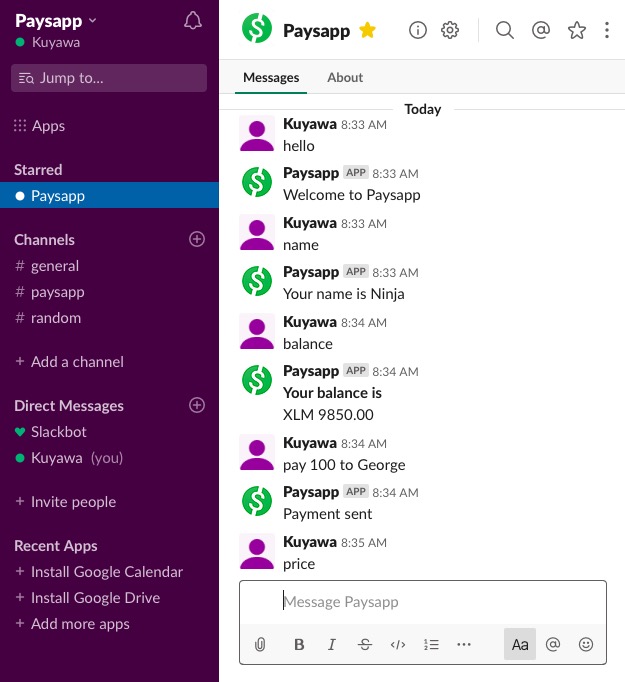 Paysapp
Kuyawa
Jump to...
Apps
Starred
Paysapp
Channels
# general
# paysapp
# random
+ Add a channel
Direct Messages
Slackbot
Kuyawa (you)
+ Invite people
Recent Apps
+ Install Google Calendar
+ Install Google Drive
+ Add more apps
Paysapp
Messages About
Today
Kuyawa 8:33 AM
hello
Paysapp APP 8:33 AM
Welcome to Paysapp
Kuyawa 8:33 AM
name
Paysapp APP 8:33 AM
Your name is Ninja
Kuyawa 8:34 AM
balance
Paysapp APP 8:34 AM
Your balance is
XLM 9850.00
Kuyawa 8:34 AM
pay 100 to George
Paysapp APP 8:34 AM
Payment sent
Kuyawa 8:35 AM
price
Message Paysapp
B I S </> ••• Aa @